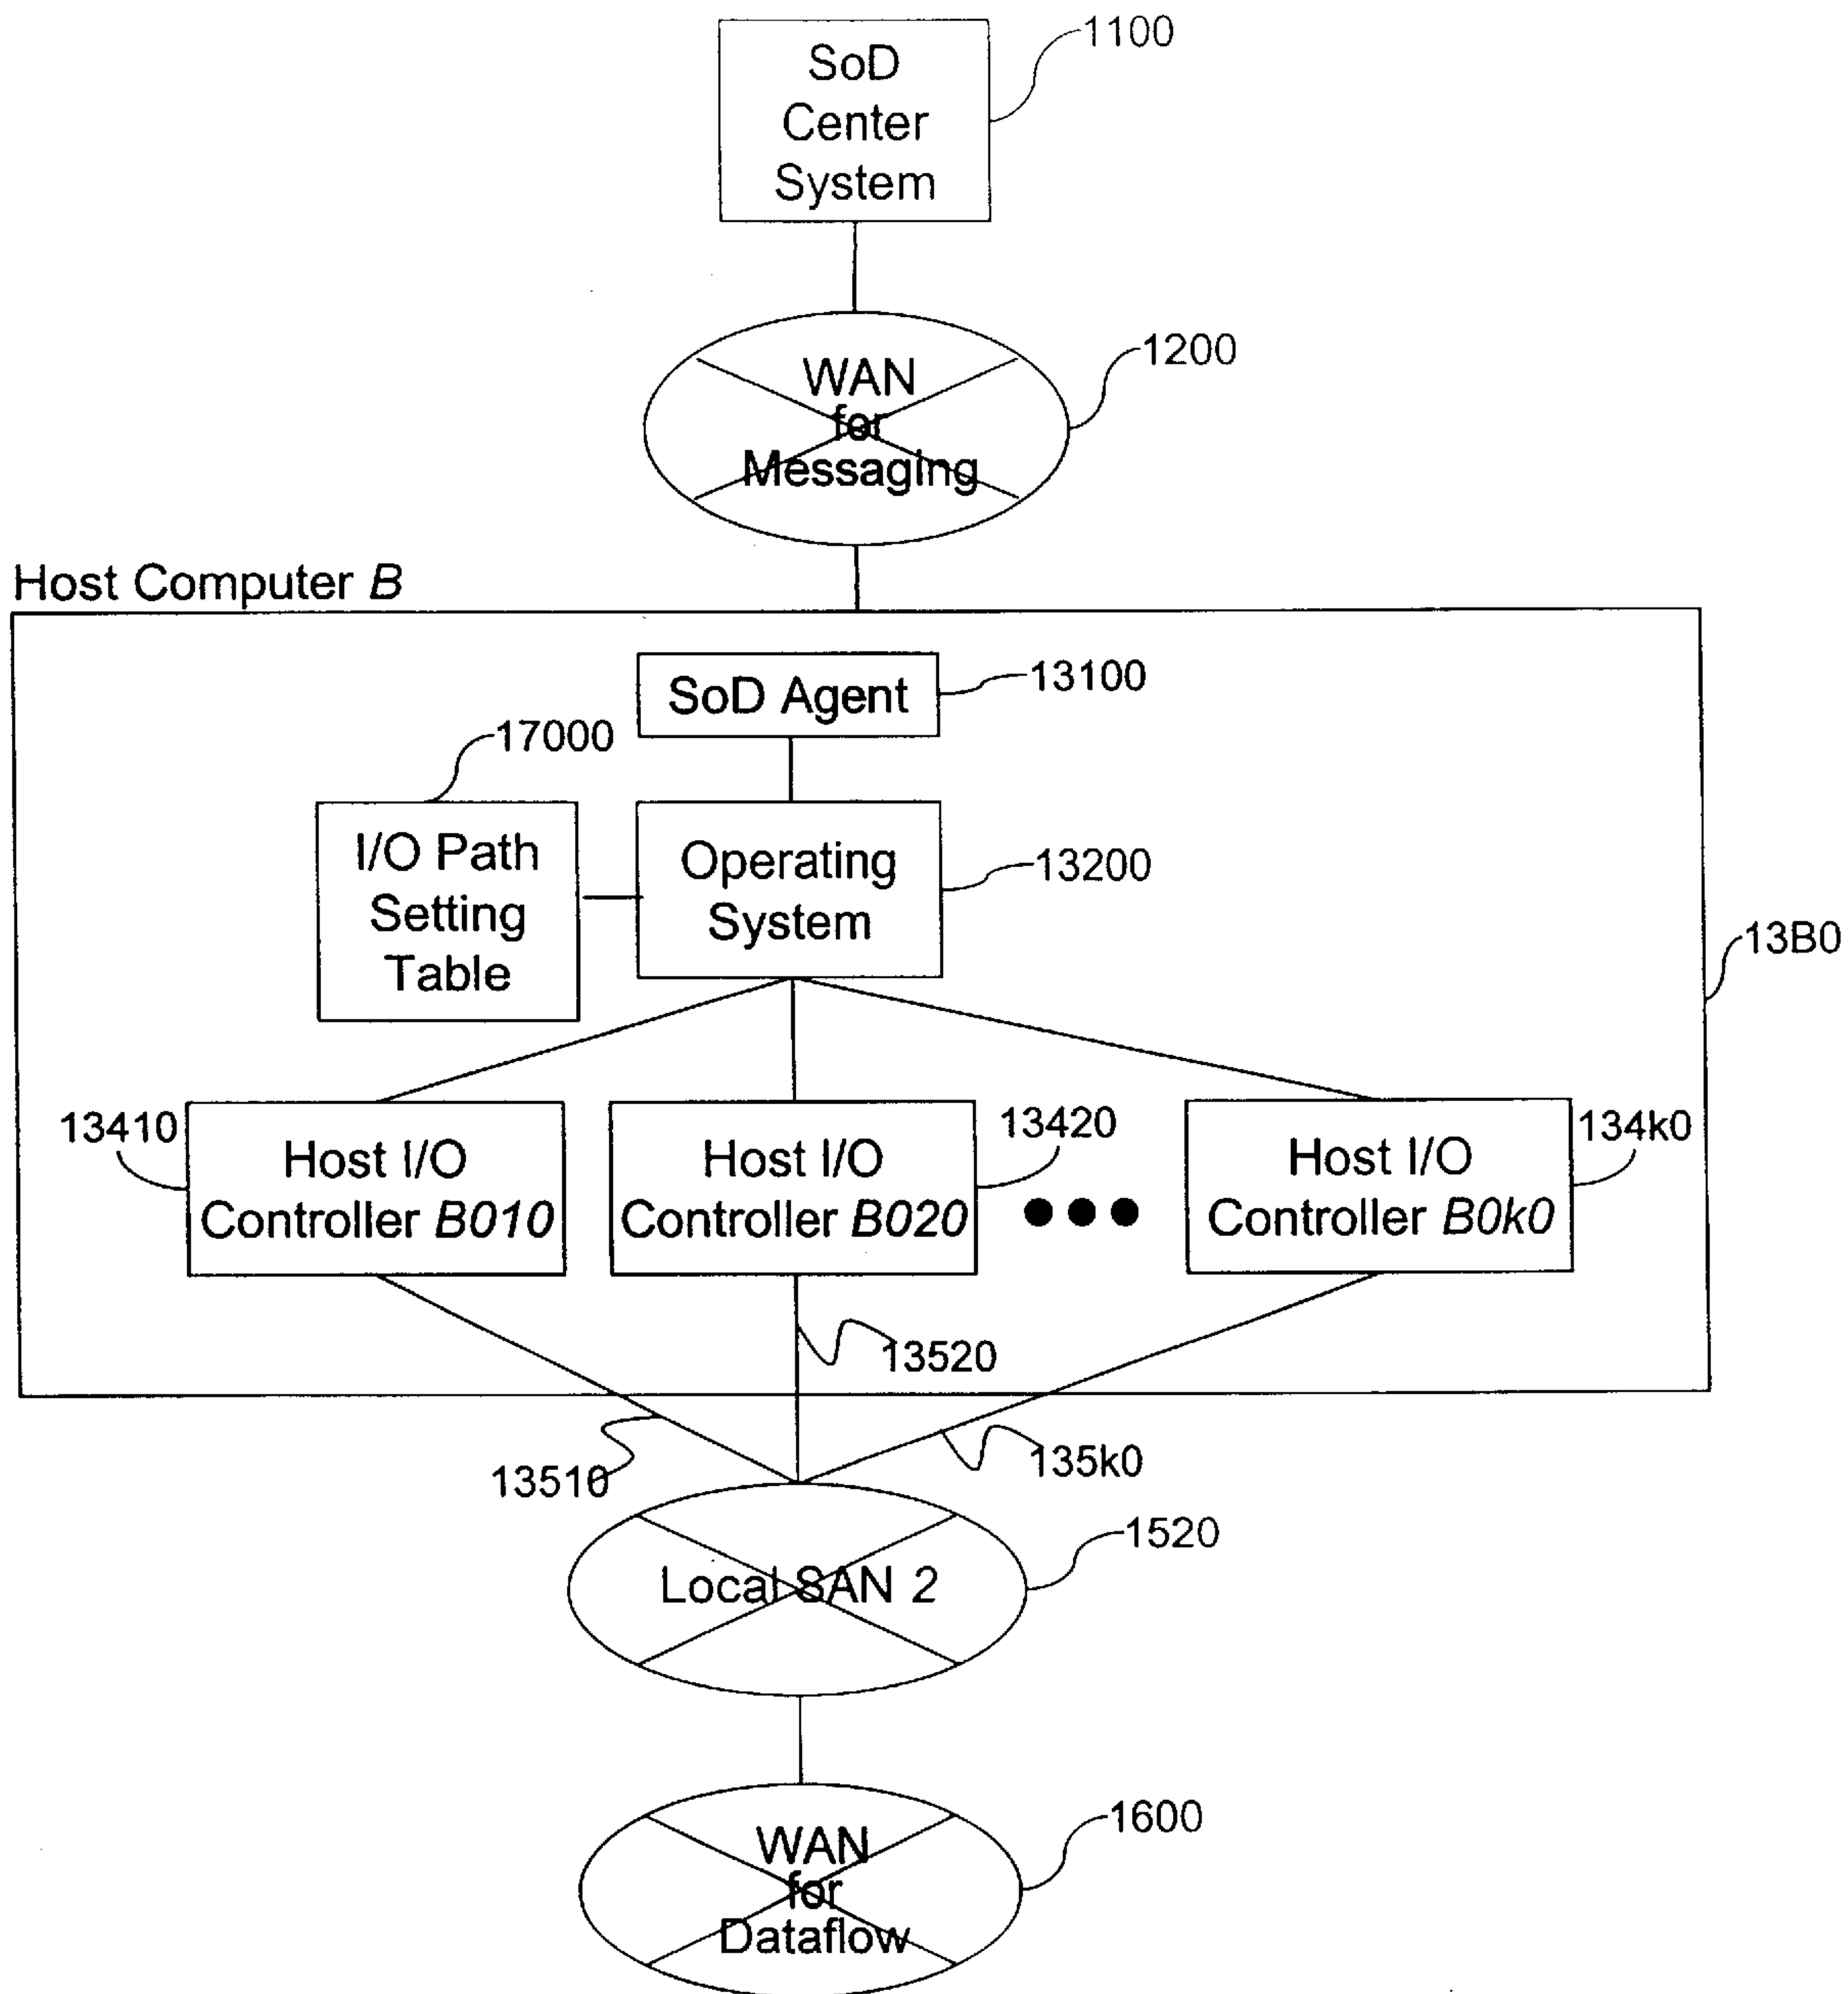 1100
SoD
Center
System
1200
WAN
for
Messaging
Host Computer B
SoD Agent
13100
17000
I/O Path
Setting
Table
Operating
System
13200
13B0
13410
Host I/O
Controller B010
Host I/O
Controller B020
13420
Host I/O
Controller B0k0
134k0
13520
13510
135k0
Local SAN 2
1520
WAN
for
Dataflow
1600